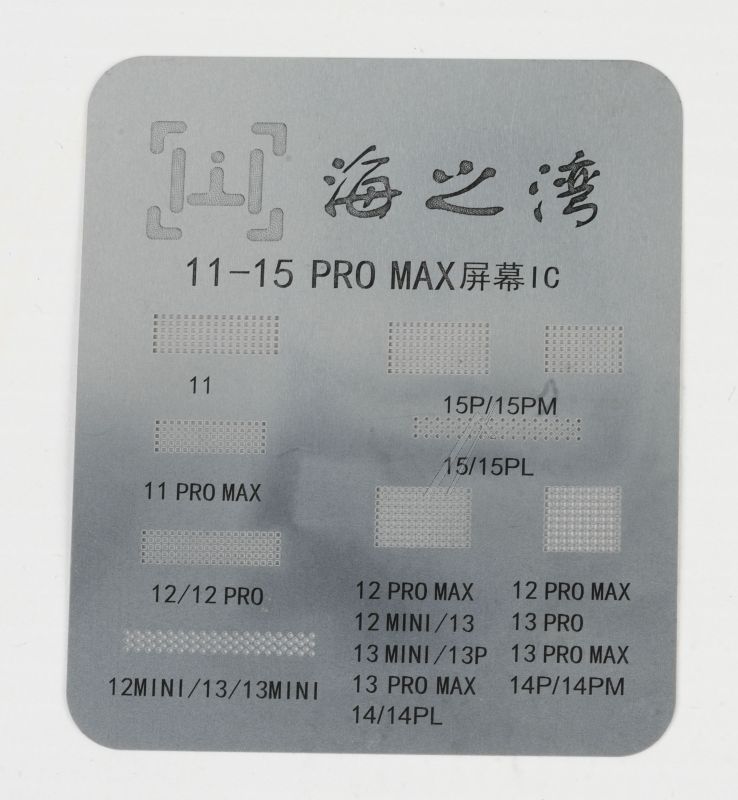 海之湾
11-15 PRO MAX屏幕IC
11
15P/15PM
15/15PL
11 PRO MAX
12/12 PRO
12 PRO MAX
12 MINI/13
13 MINI/13P
13 PRO MAX
14/14PL
12 PRO MAX
13 PRO
13 PRO MAX
14P/14PM
12MINI/13/13MINI